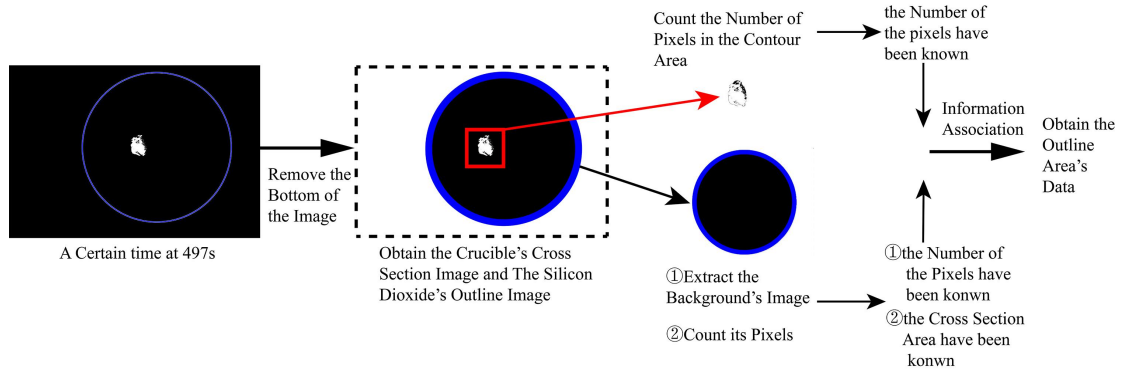 A Certain time at 497s
Remove the
Bottom of
the Image
Obtain the Crucible's Cross
Section Image and The Silicon
Dioxide's Outline Image
Count the Number of
Pixels in the Contour
Area
the Number of
the pixels have
been known
①Extract the
Background's Image
②Count its Pixels
①the Number of
the Pixels have
been konwn
②the Cross Section
Area have been
konwn
Information
Association
Obtain the
Outline
Area's
Data